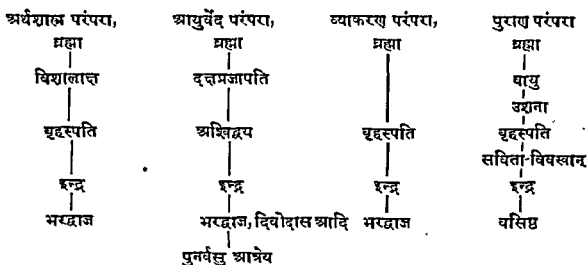 अर्थशास्त्र परंपरा, आयुर्वेद परंपरा, व्याकरण परंपरा, पुराण परंपरा
ब्रह्मा ब्रह्मा ब्रह्मा ब्रह्मा
विशालाक्ष दक्षप्रजापति वायु
उशना
बृहस्पति अश्विद्वय बृहस्पति बृहस्पति
सविता-विवस्वान्
इन्द्र इन्द्र इन्द्र इन्द्र
भरद्वाज भरद्वाज, दिवोदास आदि भरद्वाज वसिष्ठ
पुनर्वसु आत्रेय